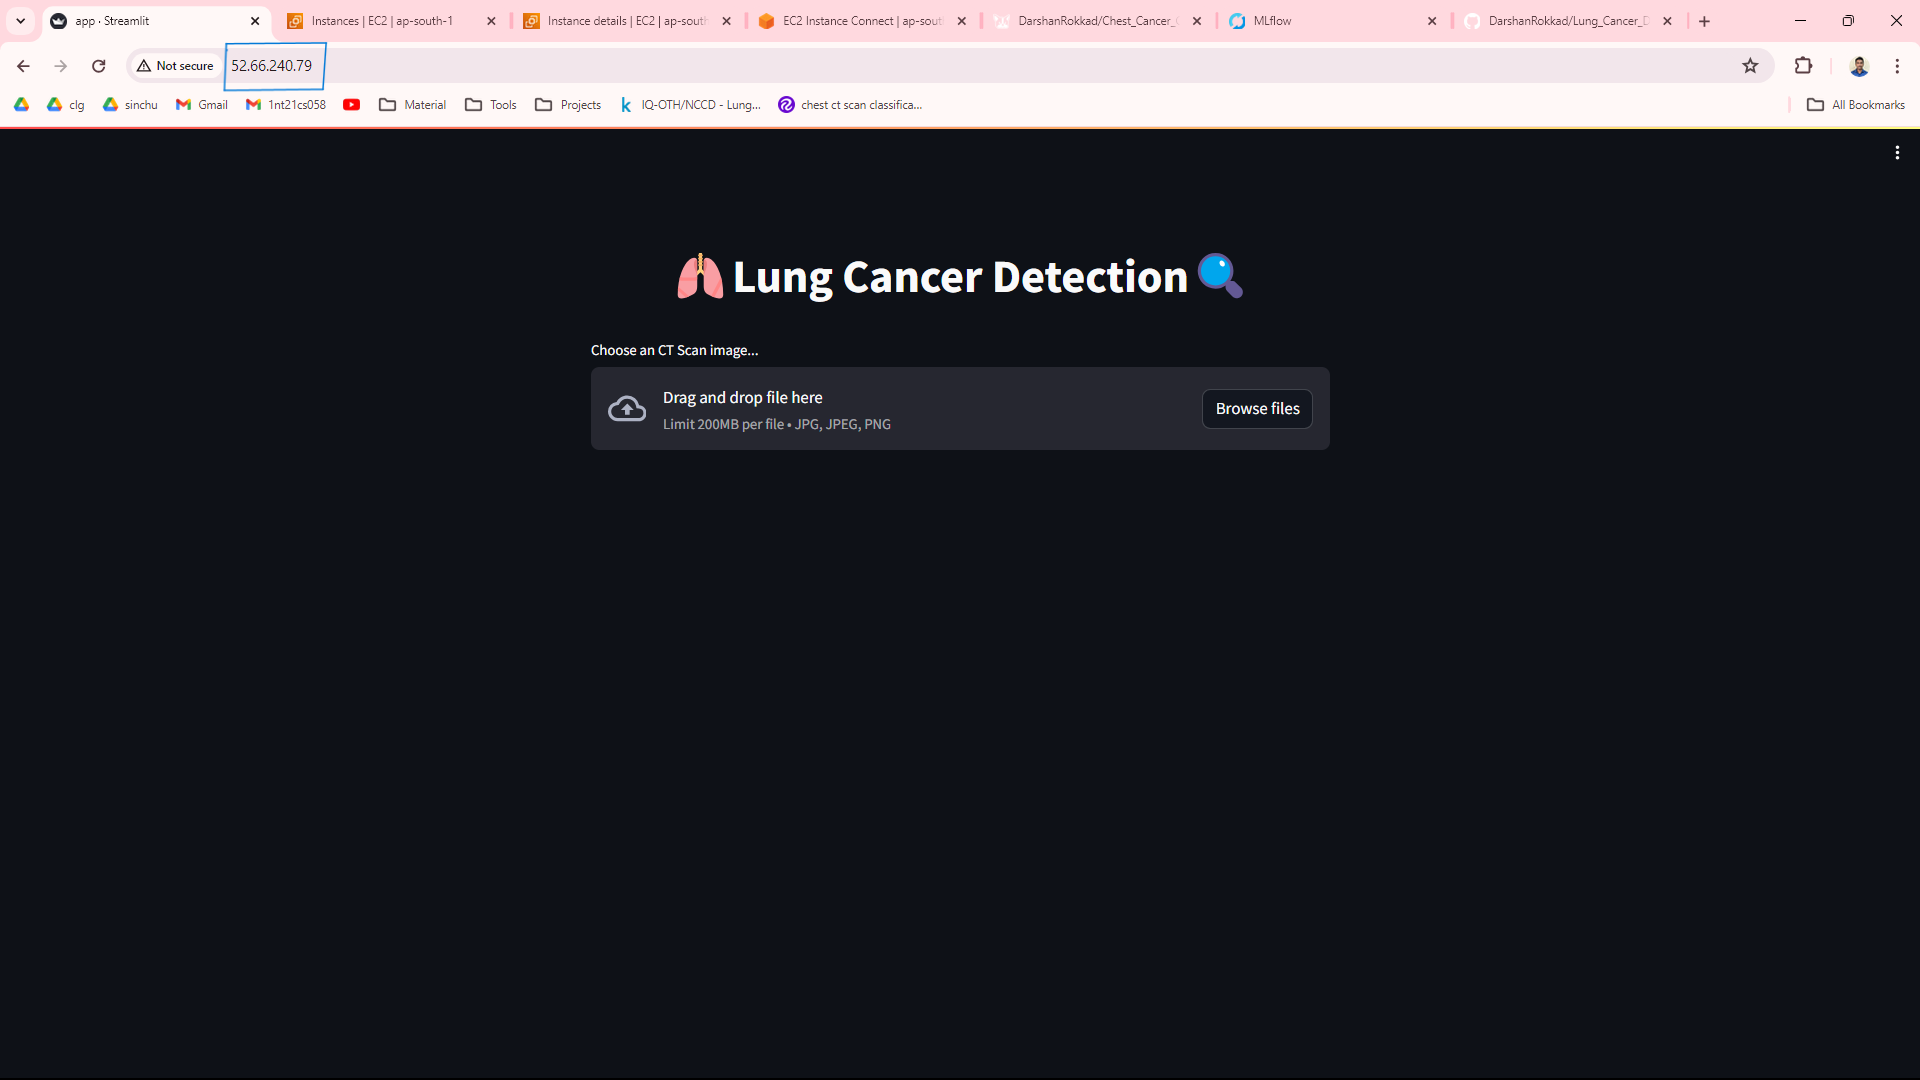 app · Streamlit
Instances | EC2 | ap-south-1
Instance details | EC2 | ap-south
EC2 Instance Connect | ap-sout
DarshanRokkad/Chest_Cancer_
MLflow
DarshanRokkad/Lung_Cancer_D
Not secure
52.66.240.79
clg
sinchu
Gmail
1nt21cs058
Material
Tools
Projects
k
IQ-OTH/NCCD - Lung...
chest ct scan classifica...
All Bookmarks
Lung Cancer Detection
Choose an CT Scan image...
Drag and drop file here
Limit 200MB per file • JPG, JPEG, PNG
Browse files